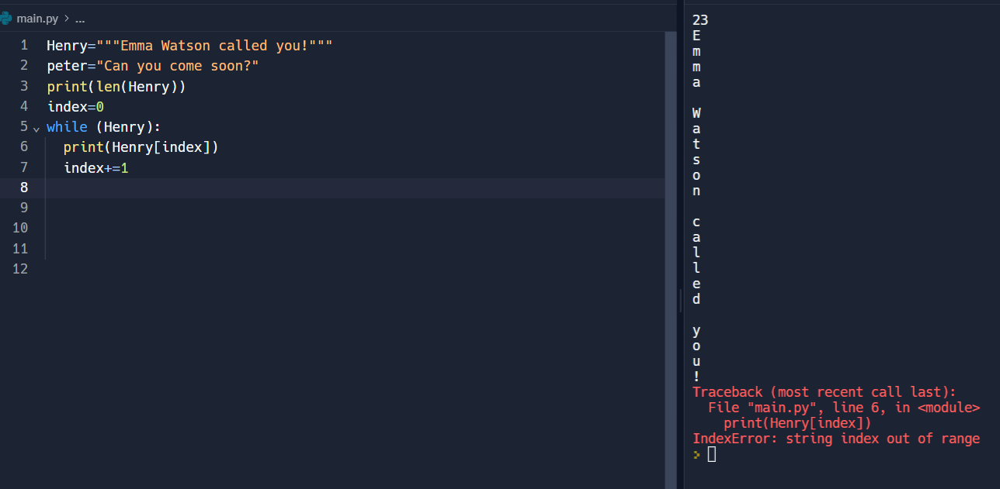 main.py > ...
1 Henry="""Emma Watson called you!"""
2 peter="Can you come soon?"
3 print(len(Henry))
4 index=0
5 while (Henry):
6   print(Henry[index])
7   index+=1
8
9
10
11
12
23
E
m
m
a

W
a
t
s
o
n

c
a
l
l
e
d

y
o
u
!
Traceback (most recent call last):
  File "main.py", line 6, in <module>
    print(Henry[index])
IndexError: string index out of range
>